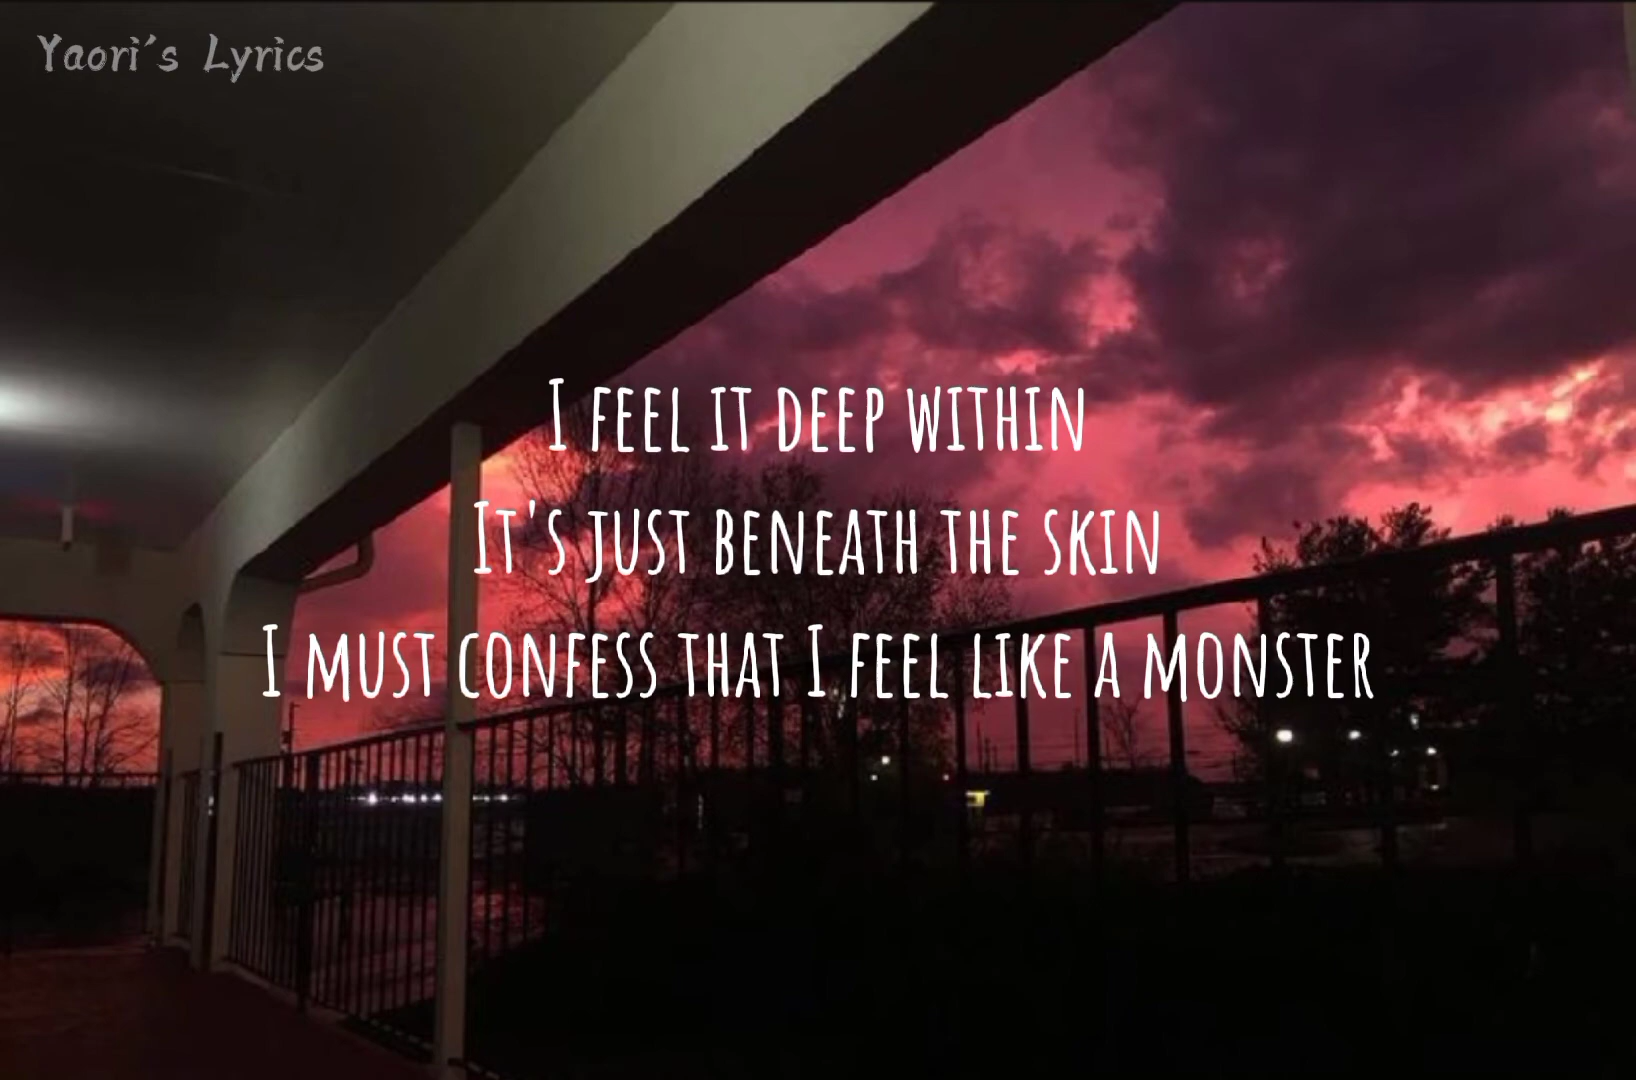 Yaori's Lyrics
I FEEL IT DEEP WITHIN
IT'S JUST BENEATH THE SKIN
I MUST CONFESS THAT I FEEL LIKE A MONSTER